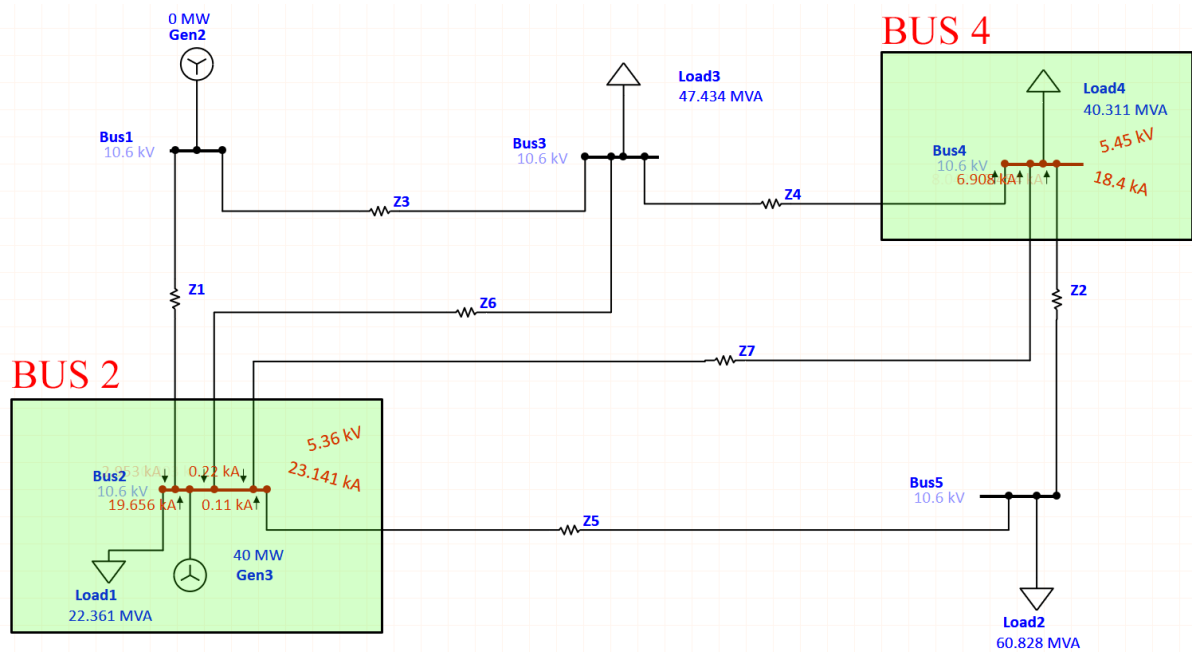 0 MW
Gen2
BUS 4
Load3
47.434 MVA
Load4
40.311 MVA
Bus1
10.6 kV
Bus3
10.6 kV
Bus4
10.6 kV
5.45 kV
6.908 kA
18.4 kA
Z4
Z3
Z1
Z2
Z6
Z7
BUS 2
5.36 kV
0.22 kA
23.141 kA
Bus2
10.6 kV
19.656 kA
0.11 kA
Bus5
10.6 kV
Z5
40 MW
Gen3
Load1
22.361 MVA
Load2
60.828 MVA